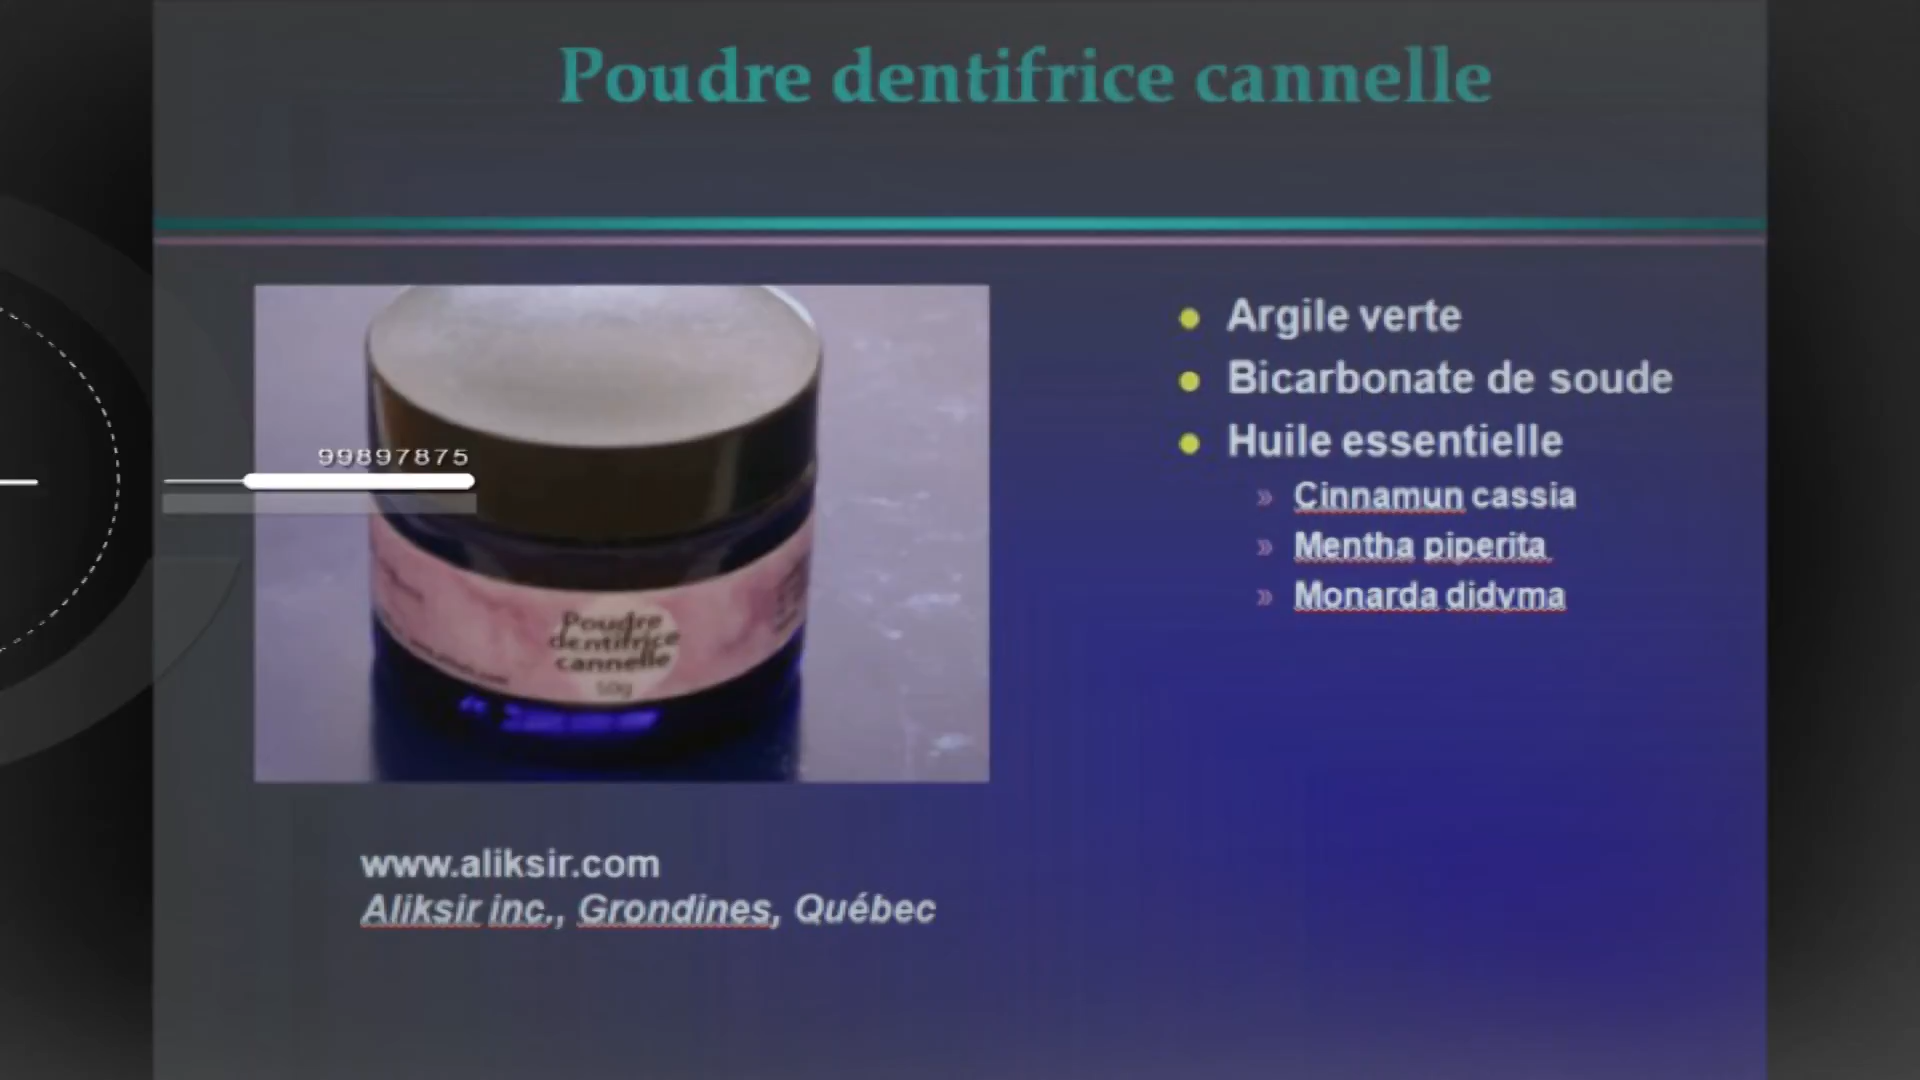 Poudre dentifrice cannelle
Argile verte
Bicarbonate de soude
Huile essentielle
Cinnamun cassia
Mentha piperita
Monarda didyma
99897875
Poudre
dentifrice
cannelle
50g
www.aliksir.com
Aliksir inc., Grondines, Québec